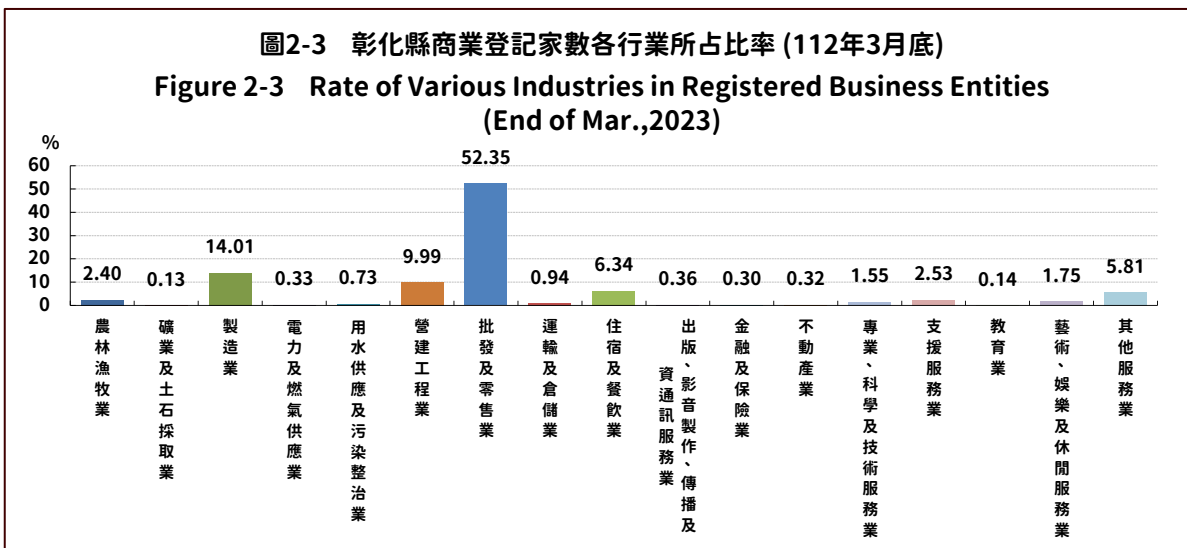 圖2-3 彰化縣商業登記家數各行業所占比率 (112年3月底)
Figure 2-3 Rate of Various Industries in Registered Business Entities
(End of Mar.,2023)
%
60
50
40
30
20
10
0
2.40
0.13
14.01
0.33
0.73
9.99
52.35
0.94
6.34
0.36
0.30
0.32
1.55
2.53
0.14
1.75
5.81
農林漁牧業
礦業及土石採取業
製造業
電力及燃氣供應業
用水供應及污染整治業
營建工程業
批發及零售業
運輸及倉儲業
住宿及餐飲業
出版、影音製作、傳播及
資通訊服務業
金融及保險業
不動產業
專業、科學及技術服務業
支援服務業
教育業
藝術、娛樂及休閒服務業
其他服務業